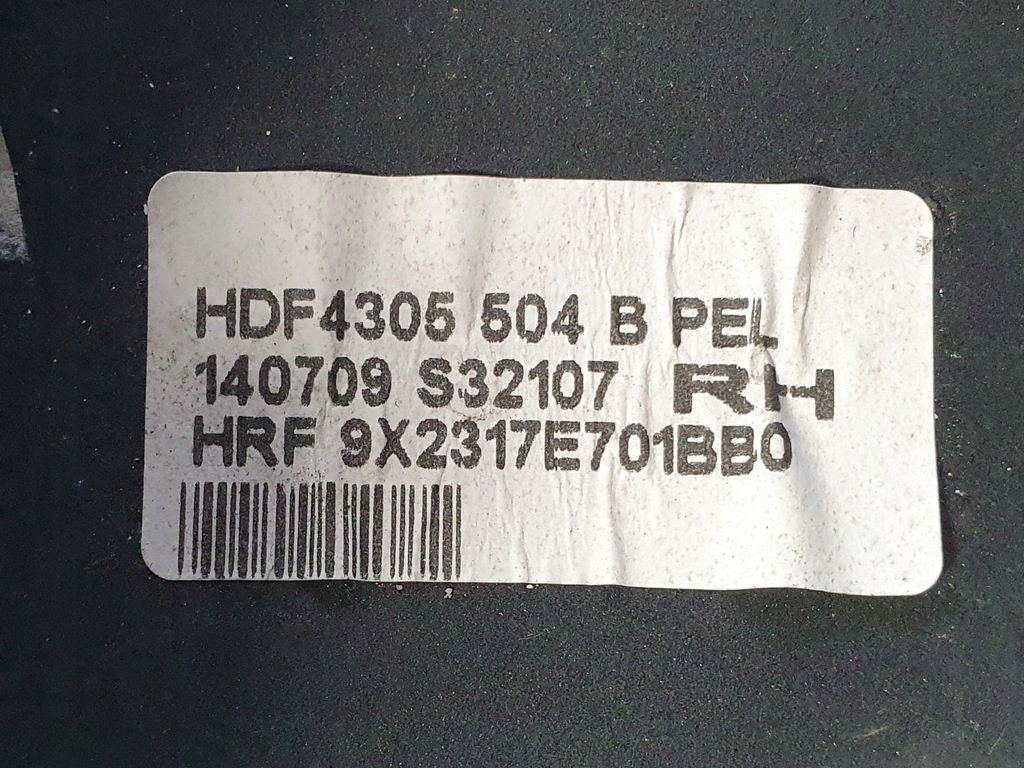 HDF4305 504 B PEL
140709 S32107 RH
HRF 9X2317E701BB0